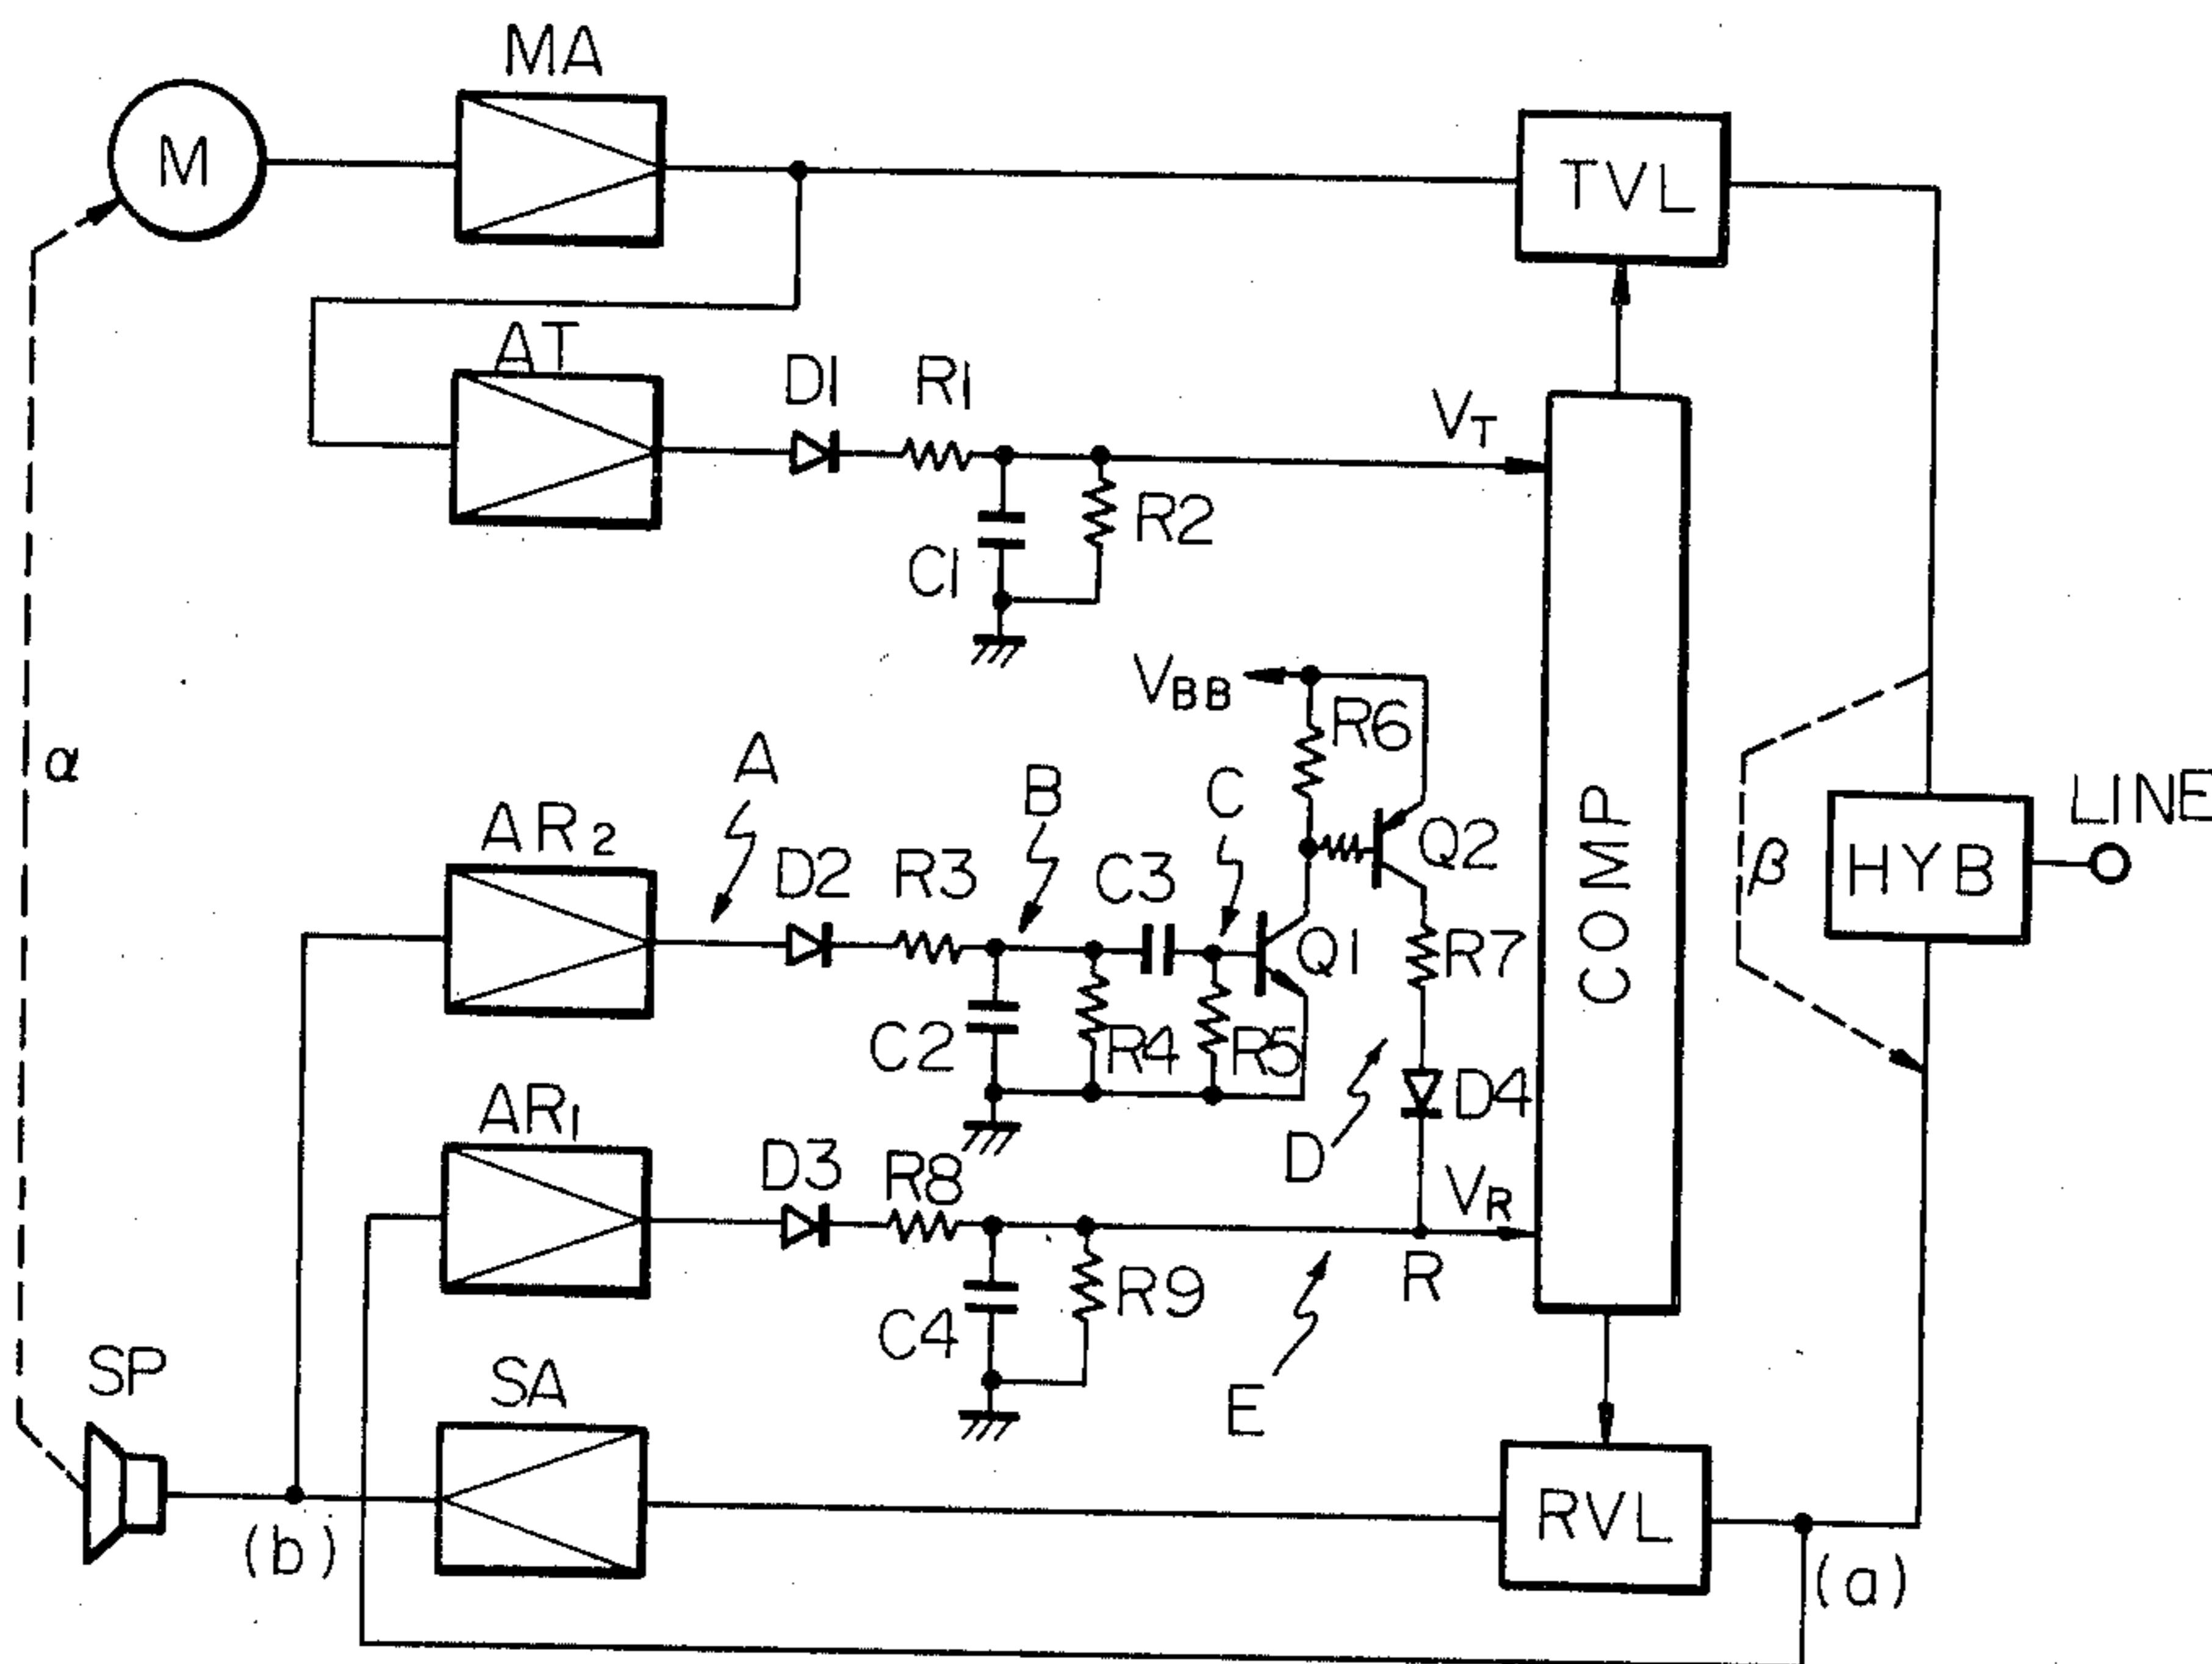 MA
M
TVL
AT
D1
R1
VT
R2
C1
VBB
R6
α
A
B
C
LINE
AR2
D2
R3
C3
Q2
COMP
β
HYB
Q1
R7
C2
R4
R5
D4
AR1
D3
R8
D
VR
R9
R
C4
SP
SA
E
RVL
(b)
(a)